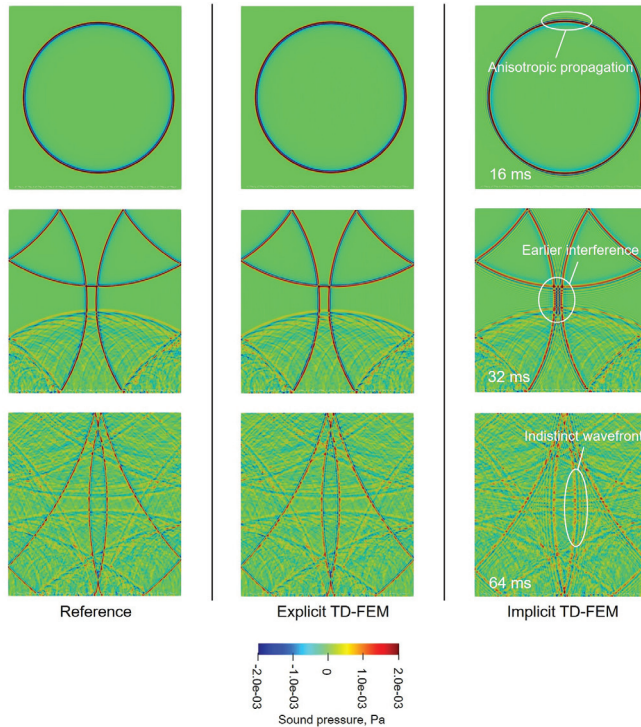 Anisotropic propagation
16 ms
Earlier interference
32 ms
Indistinct wavefront
64 ms
Reference
Explicit TD-FEM
Implicit TD-FEM
-2.0e-03
-1.0e-03
0
1.0e-03
2.0e-03
Sound pressure, Pa